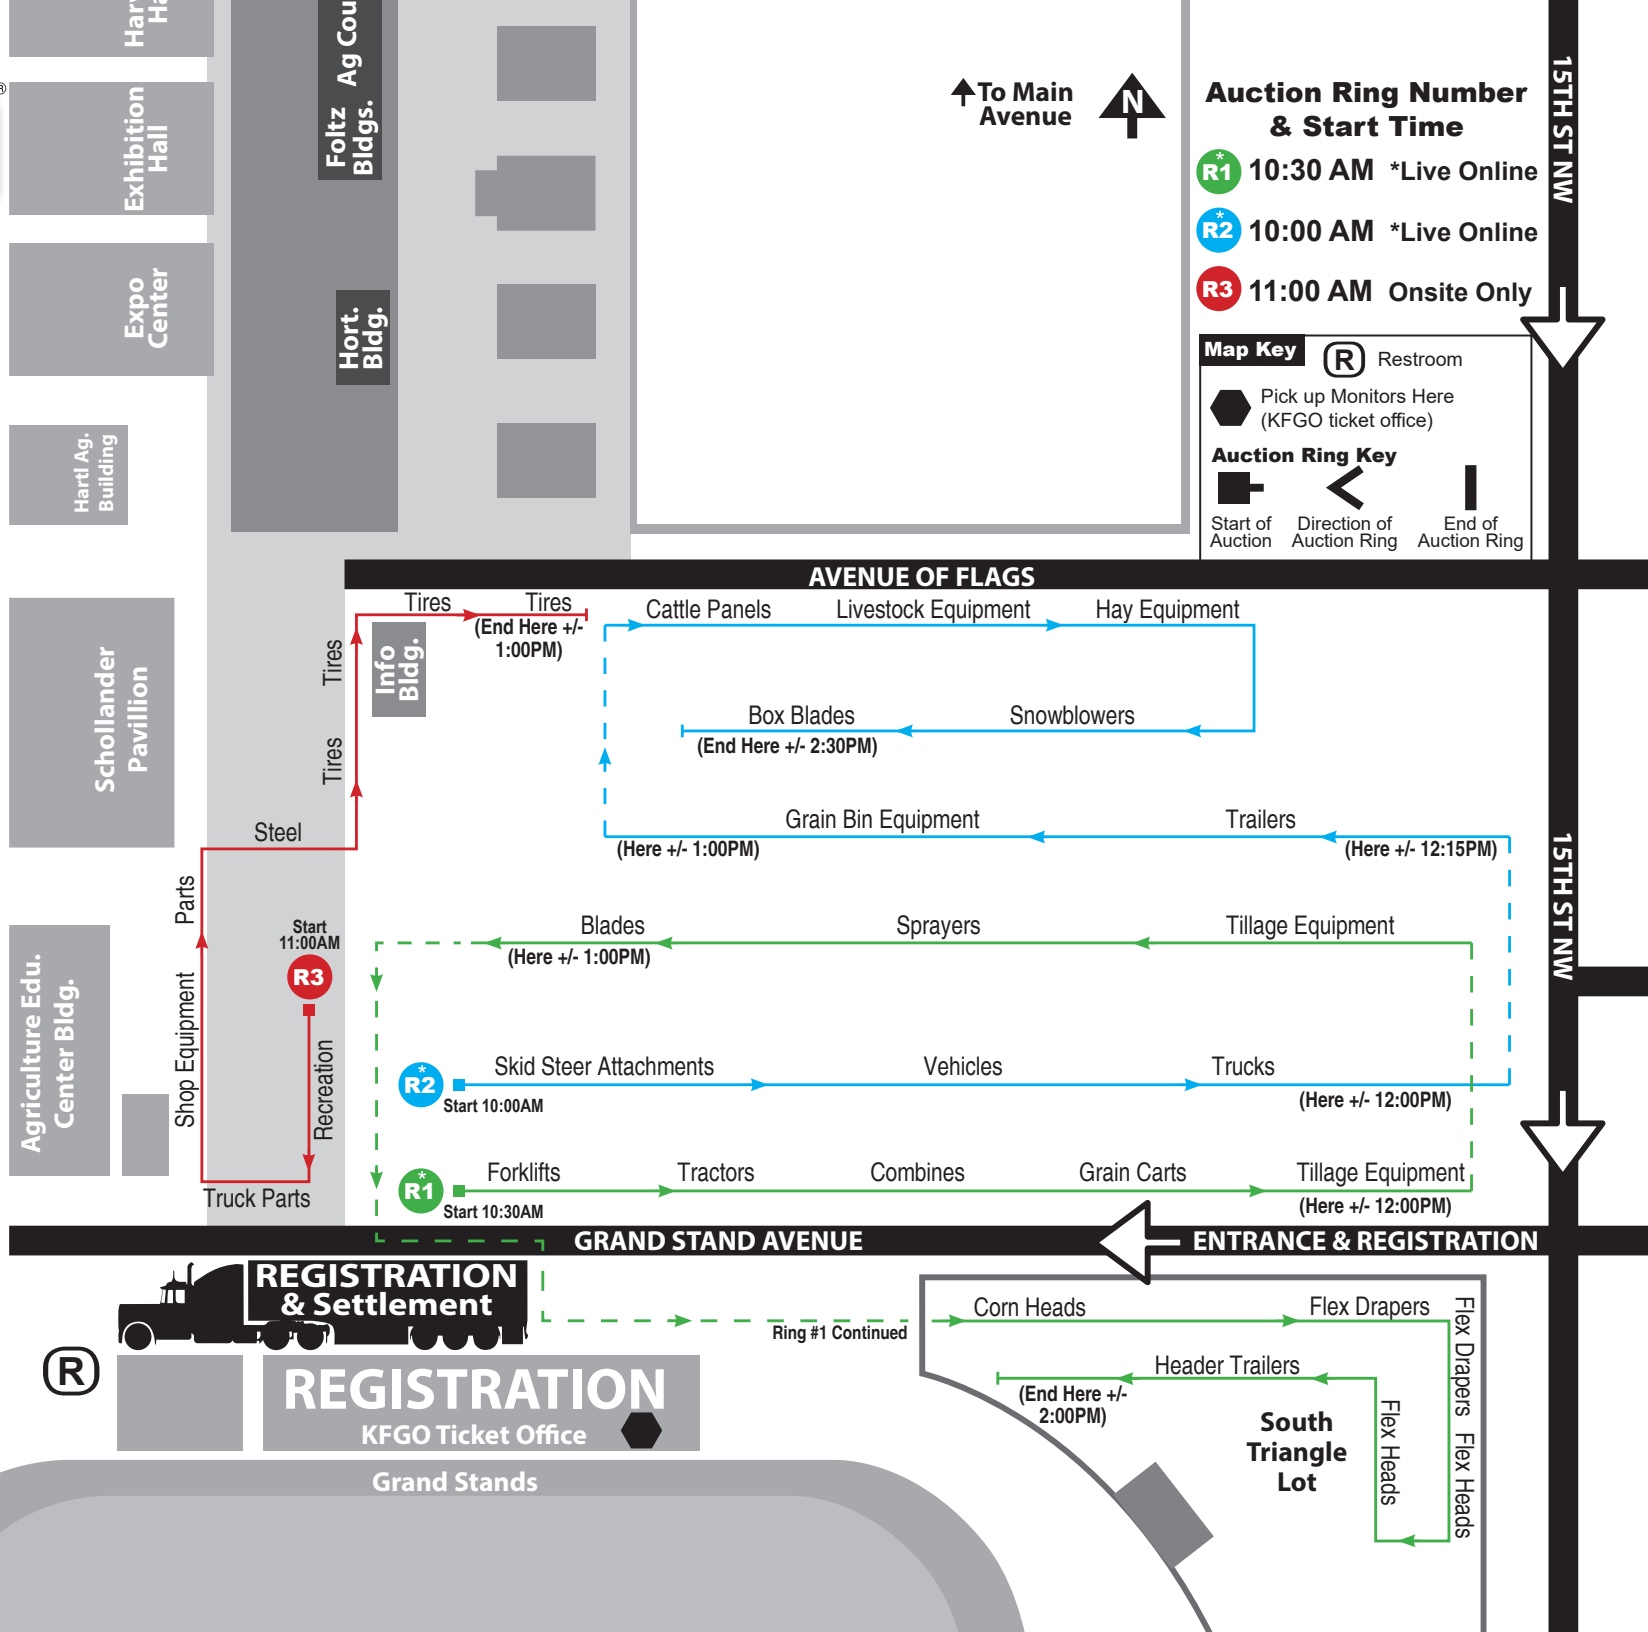 Har
Ha
®
Exhibition
Hall
Expo
Center
Hartl Ag.
Building
Schollander
Pavillion
Agriculture Edu.
Center Bldg.
Ag Cou
Foltz
Bldgs.
Hort.
Bldg.
To Main
Avenue
N
Auction Ring Number
& Start Time
R1* 10:30 AM *Live Online
R2* 10:00 AM *Live Online
R3 11:00 AM Onsite Only
Map Key
R Restroom
Pick up Monitors Here
(KFGO ticket office)
Auction Ring Key
Start of
Auction
Direction of
Auction Ring
End of
Auction Ring
15TH ST NW
AVENUE OF FLAGS
Tires
Tires
(End Here +/-
1:00PM)
Info
Bldg.
Tires
Tires
Steel
Parts
Shop Equipment
Start
11:00AM
R3
Recreation
Truck Parts
Cattle Panels
Livestock Equipment
Hay Equipment
Box Blades
Snowblowers
(End Here +/- 2:30PM)
Grain Bin Equipment
Trailers
(Here +/- 1:00PM)
(Here +/- 12:15PM)
Blades
Sprayers
Tillage Equipment
(Here +/- 1:00PM)
15TH ST NW
R2*
Skid Steer Attachments
Vehicles
Trucks
Start 10:00AM
(Here +/- 12:00PM)
R1*
Forklifts
Tractors
Combines
Grain Carts
Tillage Equipment
Start 10:30AM
(Here +/- 12:00PM)
GRAND STAND AVENUE
ENTRANCE & REGISTRATION
REGISTRATION
& Settlement
R
REGISTRATION
KFGO Ticket Office
Grand Stands
Ring #1 Continued
Corn Heads
Flex Drapers
Flex Drapers
Flex Heads
Flex Heads
Header Trailers
(End Here +/-
2:00PM)
South
Triangle
Lot